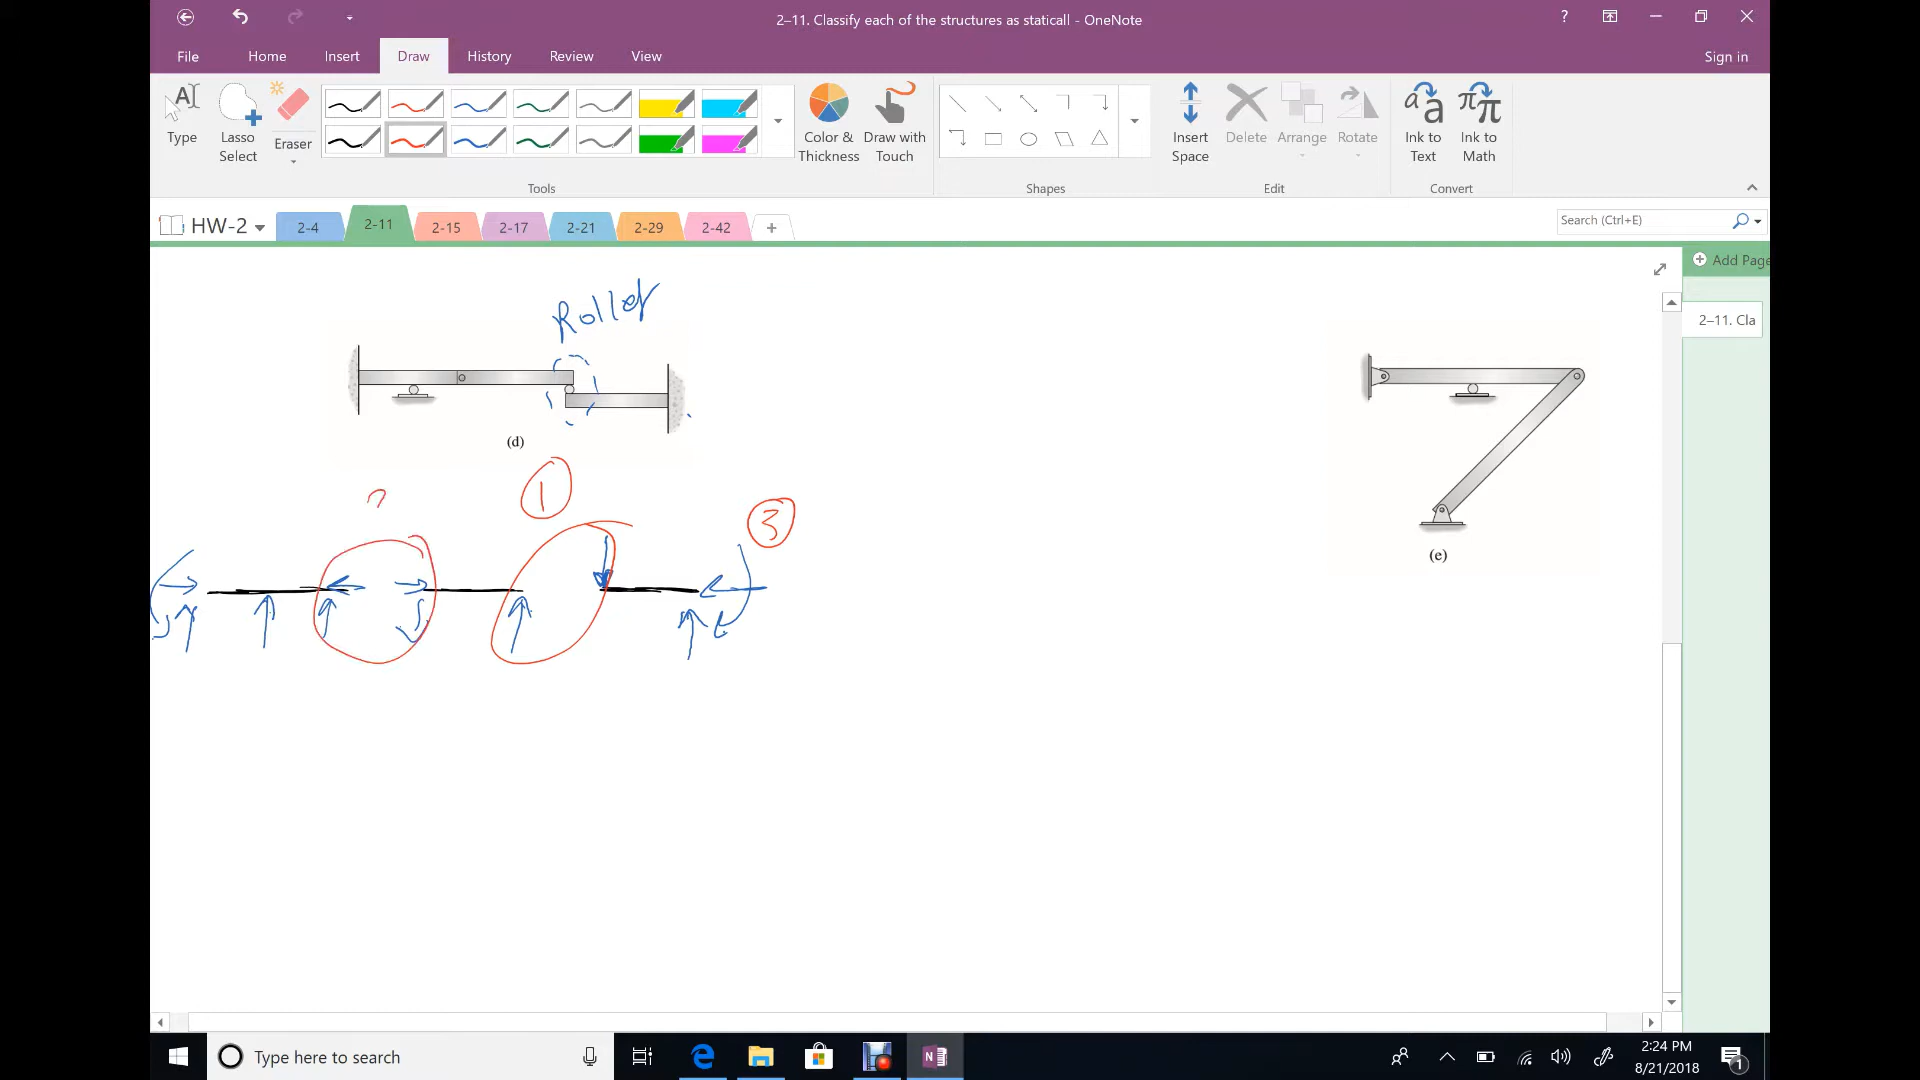 2–11. Classify each of the structures as staticall - OneNote
?
File Home Insert Draw History Review View
Sign in
Type
Lasso Select
Eraser
Color & Thickness
Draw with Touch
Insert Space
Delete
Arrange
Rotate
Ink to Text
Ink to Math
Tools
Shapes
Edit
Convert
HW-2
2-4 2-11 2-15 2-17 2-21 2-29 2-42 +
Search (Ctrl+E)
Add Page
2–11. Cla
Roller
(d)
(e)
1
3
Type here to search
2:24 PM
8/21/2018
1